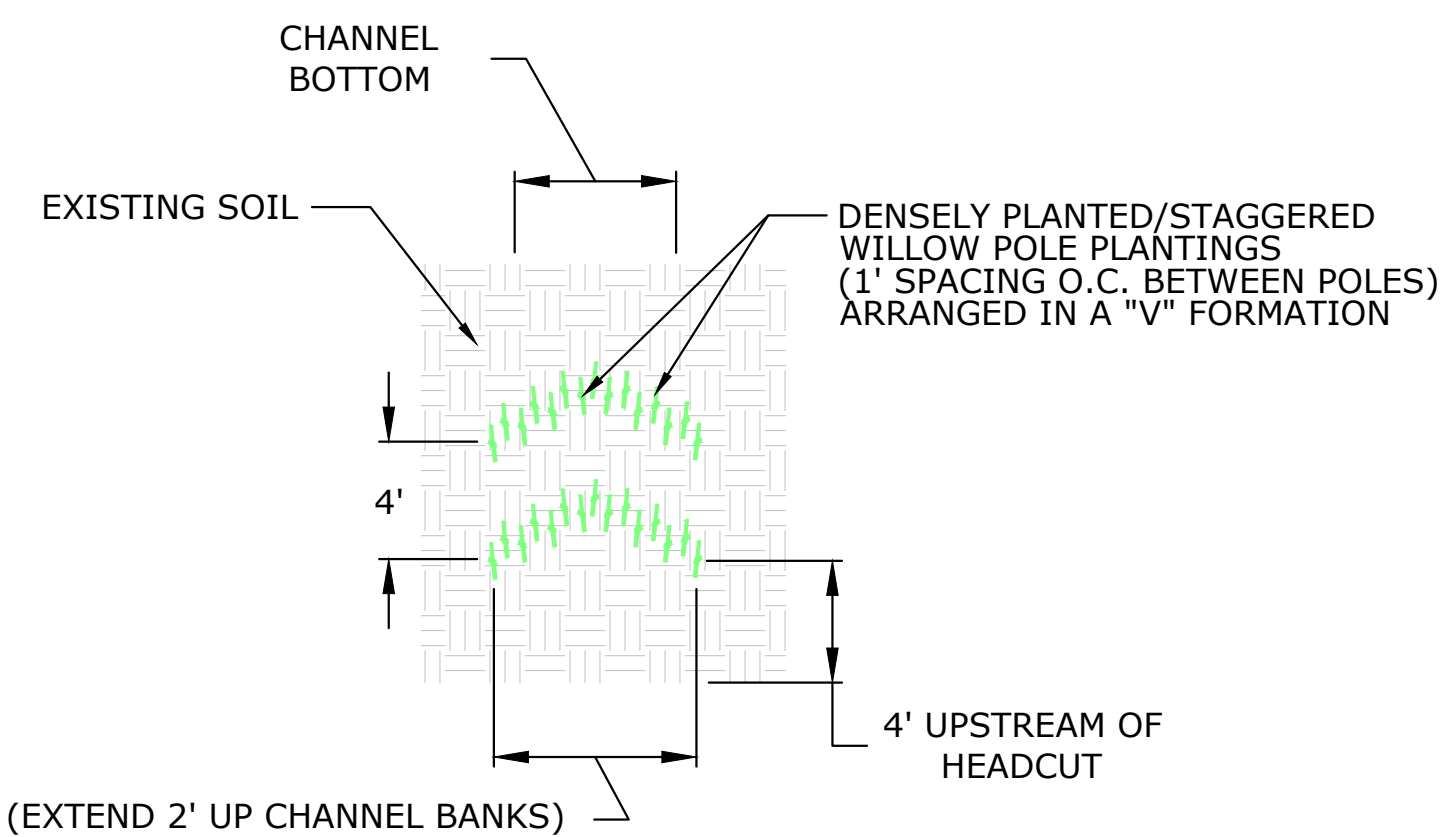 CHANNEL
BOTTOM
EXISTING SOIL
DENSELY PLANTED/STAGGERED
WILLOW POLE PLANTINGS
(1' SPACING O.C. BETWEEN POLES)
ARRANGED IN A "V" FORMATION
4'
4' UPSTREAM OF
HEADCUT
(EXTEND 2' UP CHANNEL BANKS)